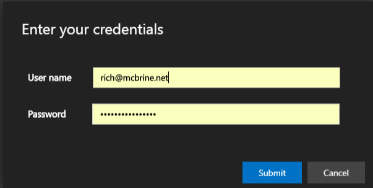 Enter your credentials
User name
rich@mcbrine.net
Password
••••••••••••••••
Submit Cancel